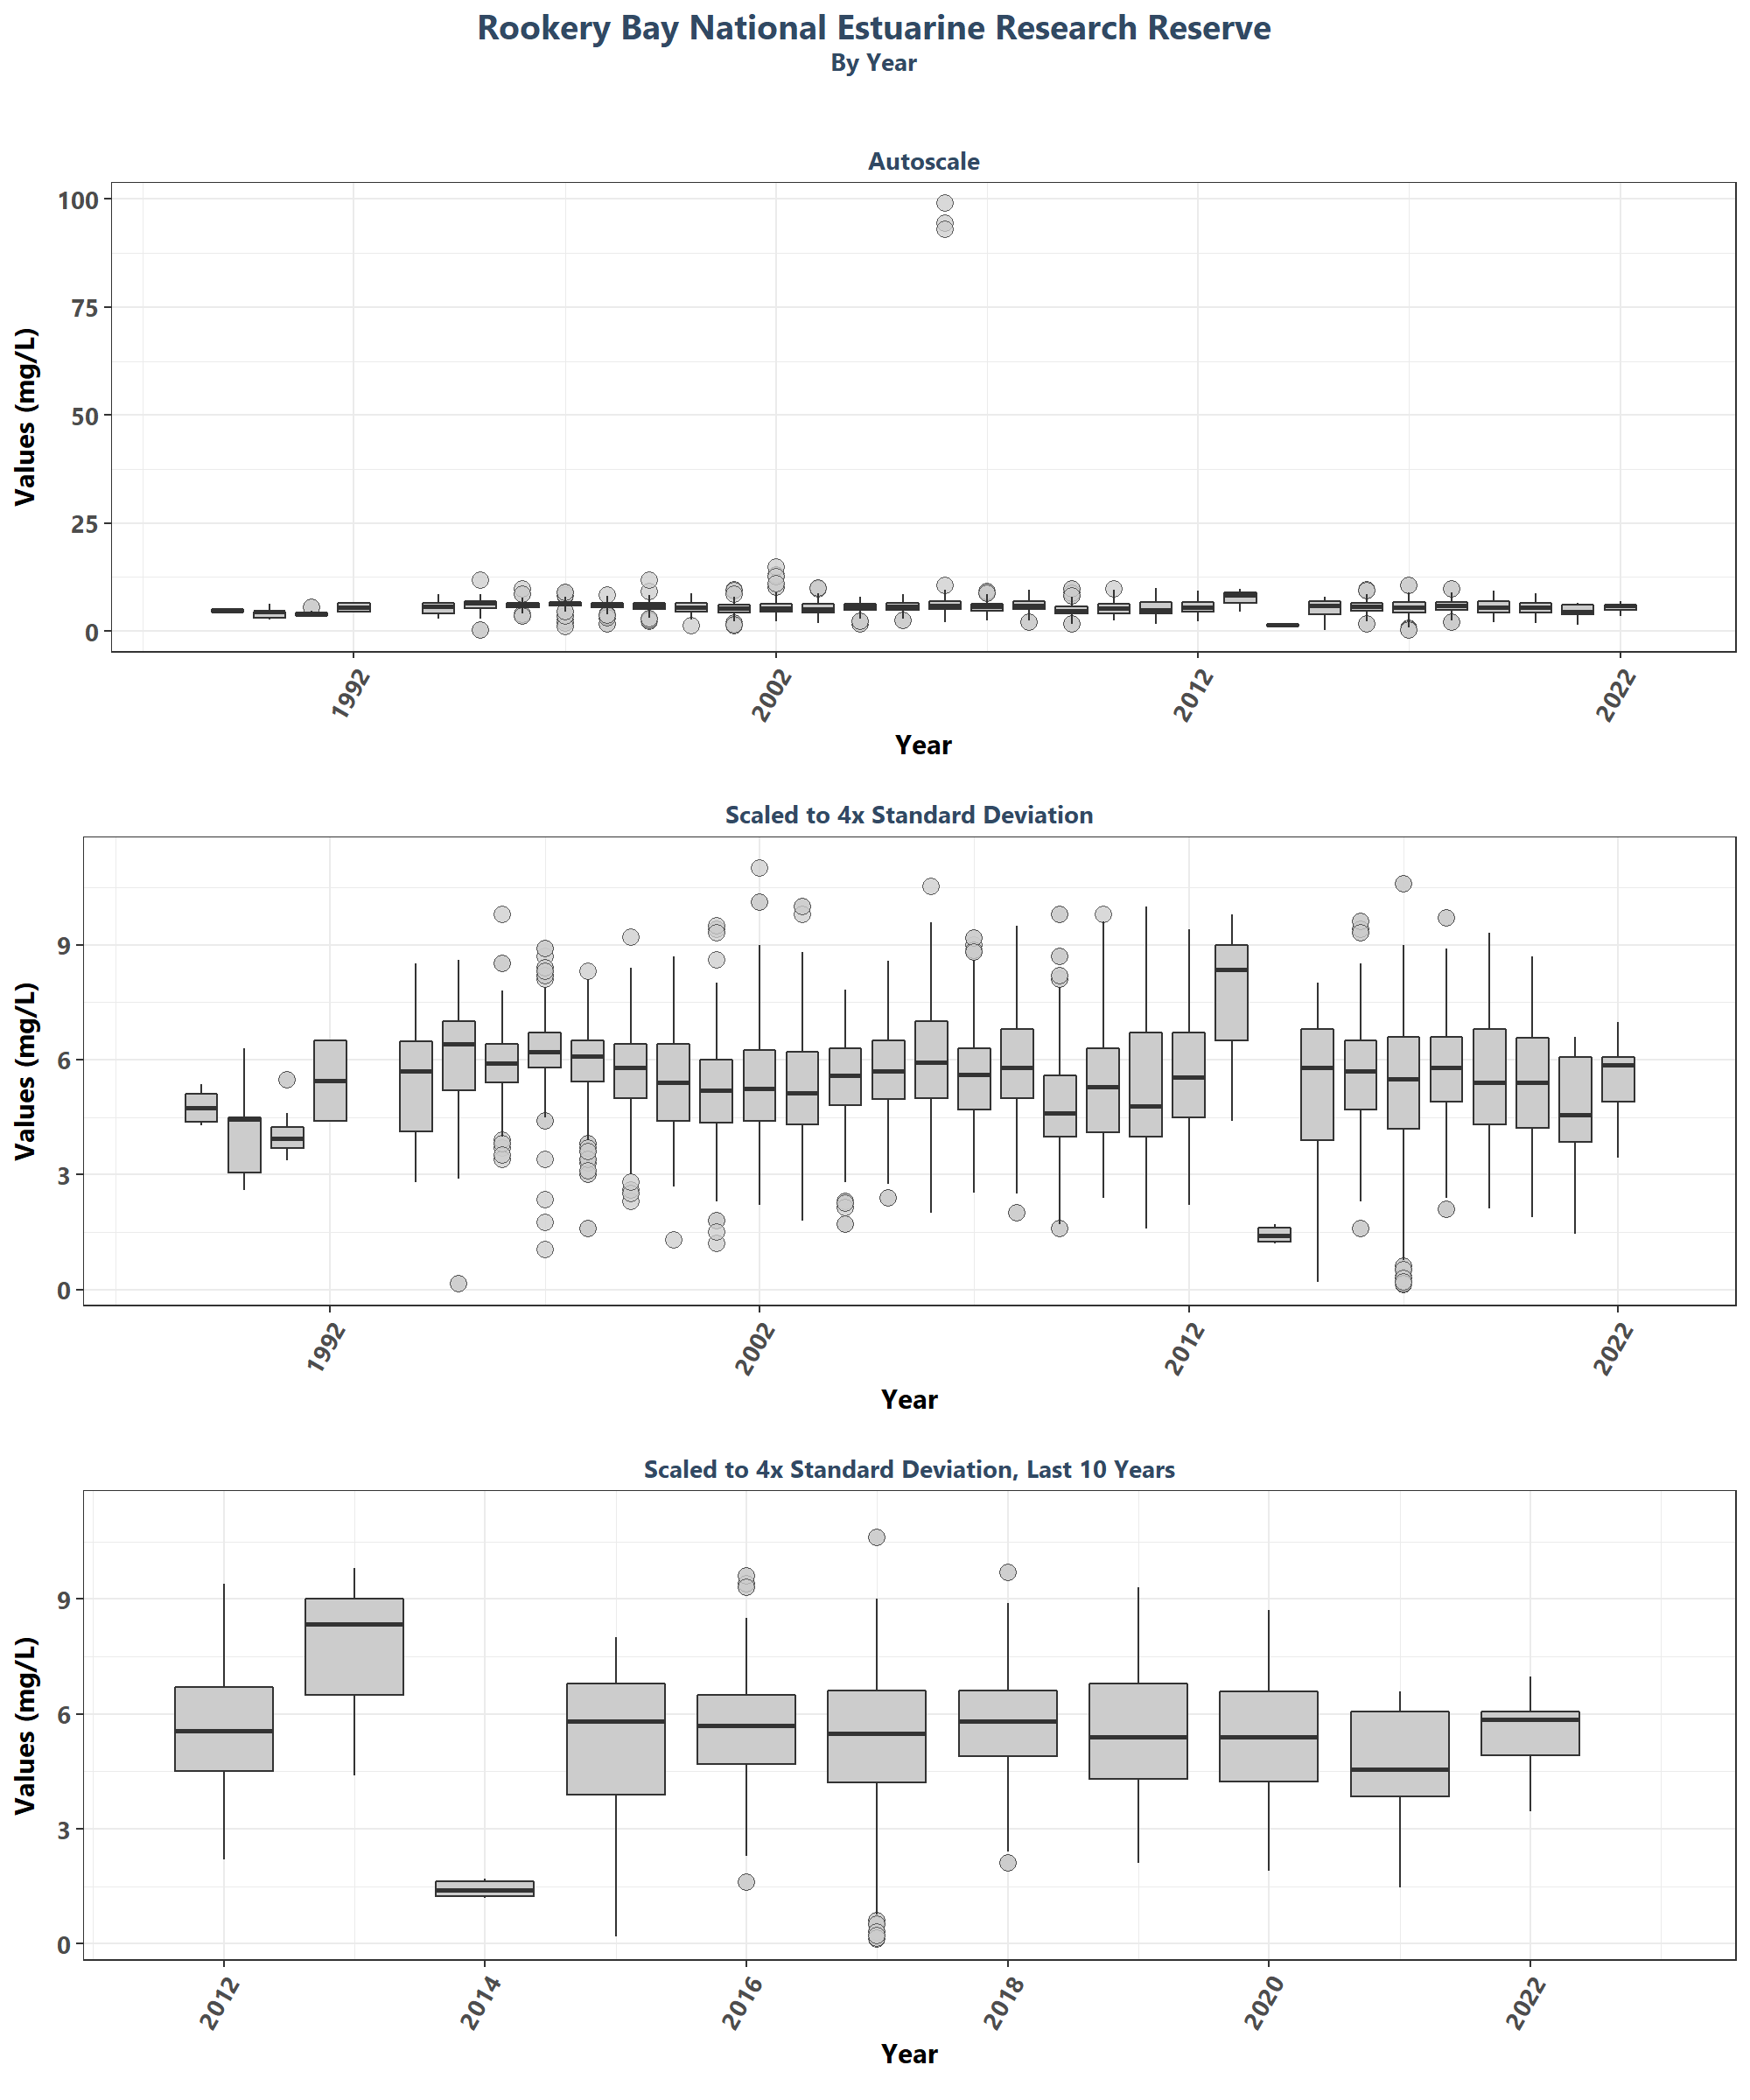 Rookery Bay National Estuarine Research Reserve
By Year
Autoscale
Values (mg/L)
100
75
50
25
0
1992
2002
2012
2022
Year
Scaled to 4x Standard Deviation
Values (mg/L)
9
6
3
0
1992
2002
2012
2022
Year
Scaled to 4x Standard Deviation, Last 10 Years
Values (mg/L)
9
6
3
0
2012
2014
2016
2018
2020
2022
Year